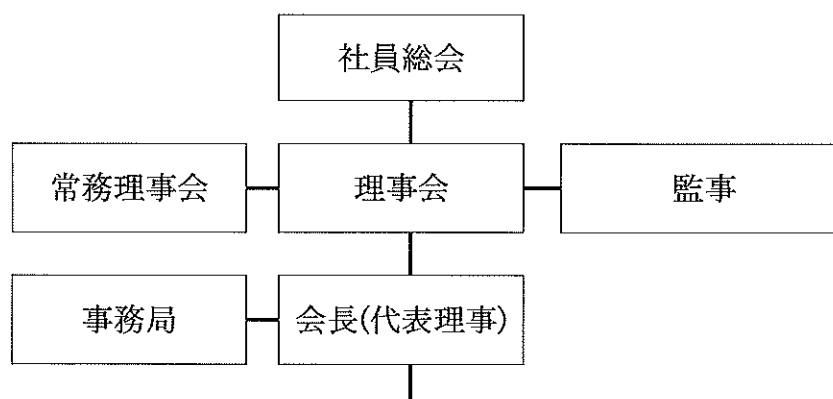 社員総会
常務理事会
理事会
監事
事務局
会長(代表理事)